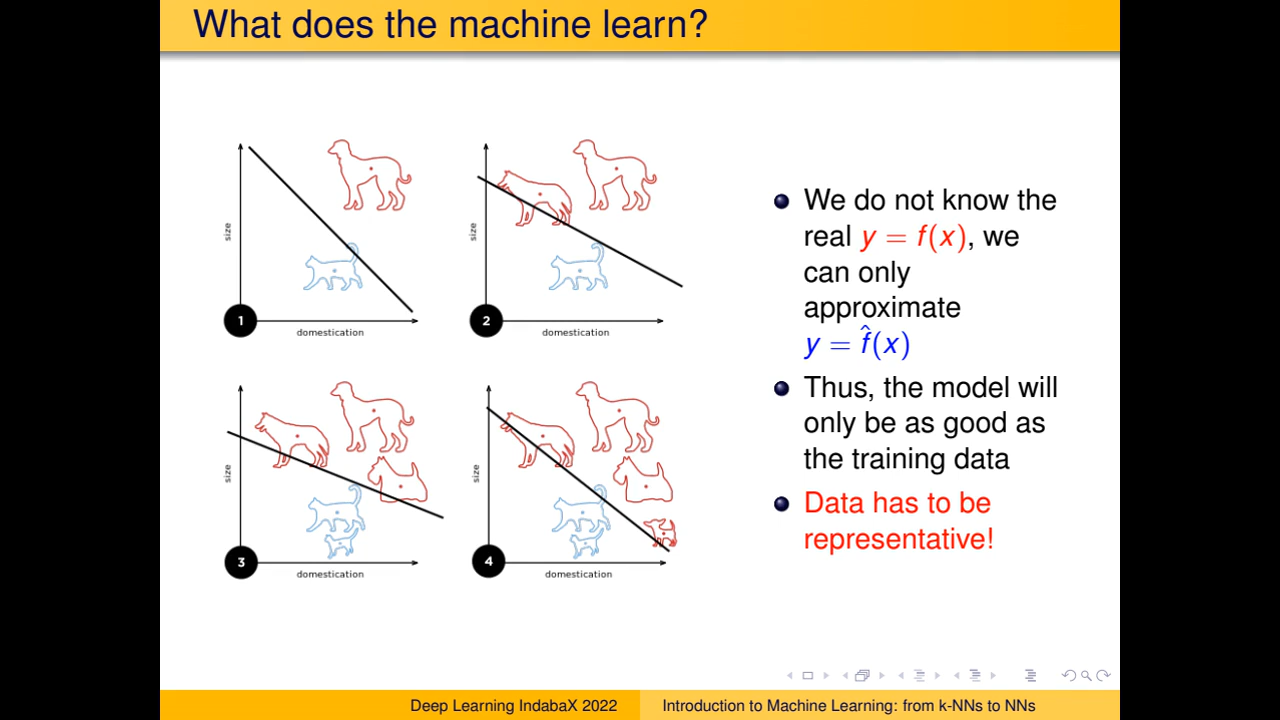 What does the machine learn?
size
1
domestication
size
2
domestication
size
3
domestication
size
4
domestication
We do not know the
real y = f(x), we
can only
approximate
y = f̂(x)
Thus, the model will
only be as good as
the training data
Data has to be
representative!
Deep Learning IndabaX 2022
Introduction to Machine Learning: from k-NNs to NNs